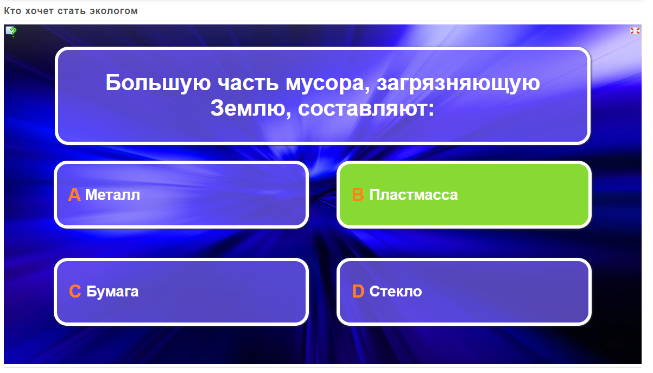 Кто хочет стать экологом
Большую часть мусора, загрязняющую
Землю, составляют:
A Металл
B Пластмасса
C Бумага
D Стекло